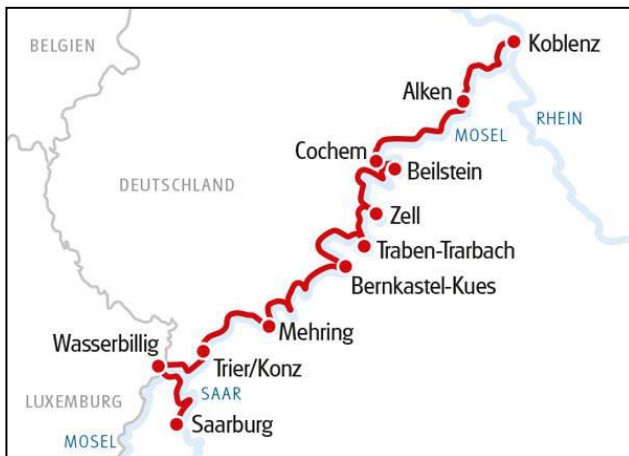 BELGIEN
Koblenz
Alken
RHEIN
MOSEL
Cochem
Beilstein
DEUTSCHLAND
Zell
Traben-Trarbach
Bernkastel-Kues
Mehring
Wasserbillig
Trier/Konz
SAAR
LUXEMBURG
Saarburg
MOSEL